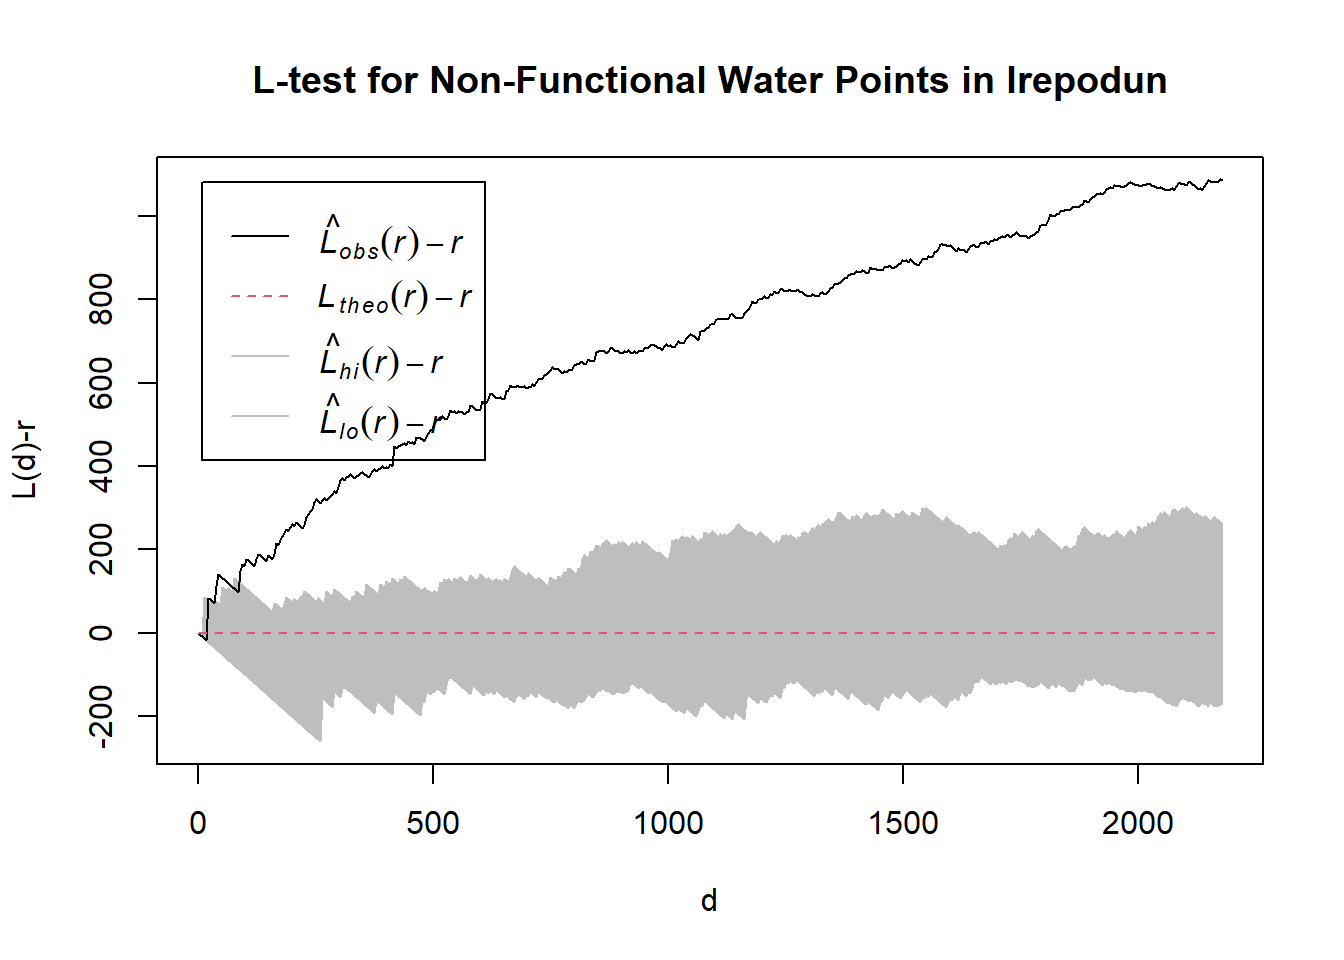 L-test for Non-Functional Water Points in Irepodun
L̂obs(r) – r
Ltheo(r) – r
L̂hi(r) – r
L̂lo(r) – r
L(d)-r
800
600
400
200
0
-200
0 500 1000 1500 2000
d